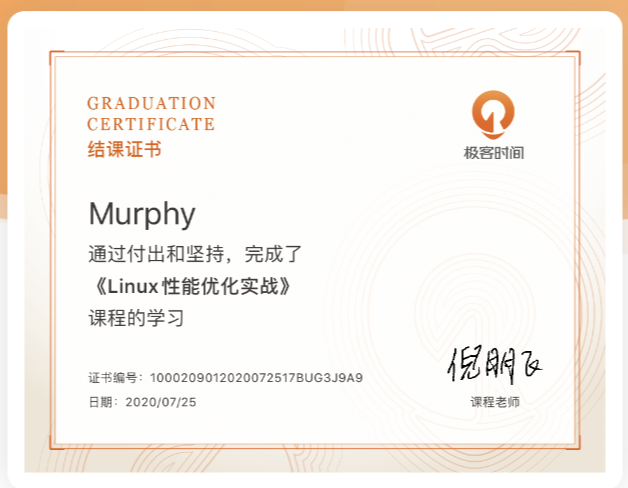 GRADUATION
CERTIFICATE
结课证书
极客时间
Murphy
通过付出和坚持，完成了
《Linux 性能优化实战》
课程的学习
倪朋飞
证书编号：1000209012020072517BUG3J9A9
日期：2020/07/25
课程老师